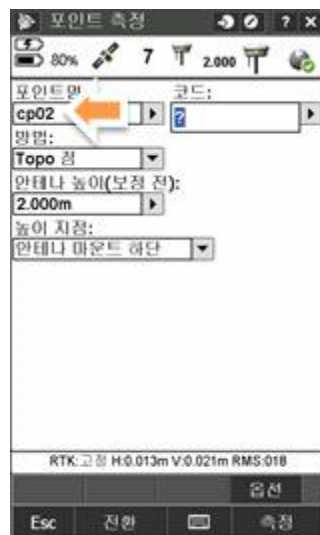 포인트 측정 ? X
80% 7 2.000
포인트명 코드:
cp02 ?
방법:
Topo 점
안테나 높이(보정 전):
2.000m
높이 지점:
안테나 마운트 하단
RTK:고정 H:0.013m V:0.021m RMS:018
옵션
Esc 전환 측정